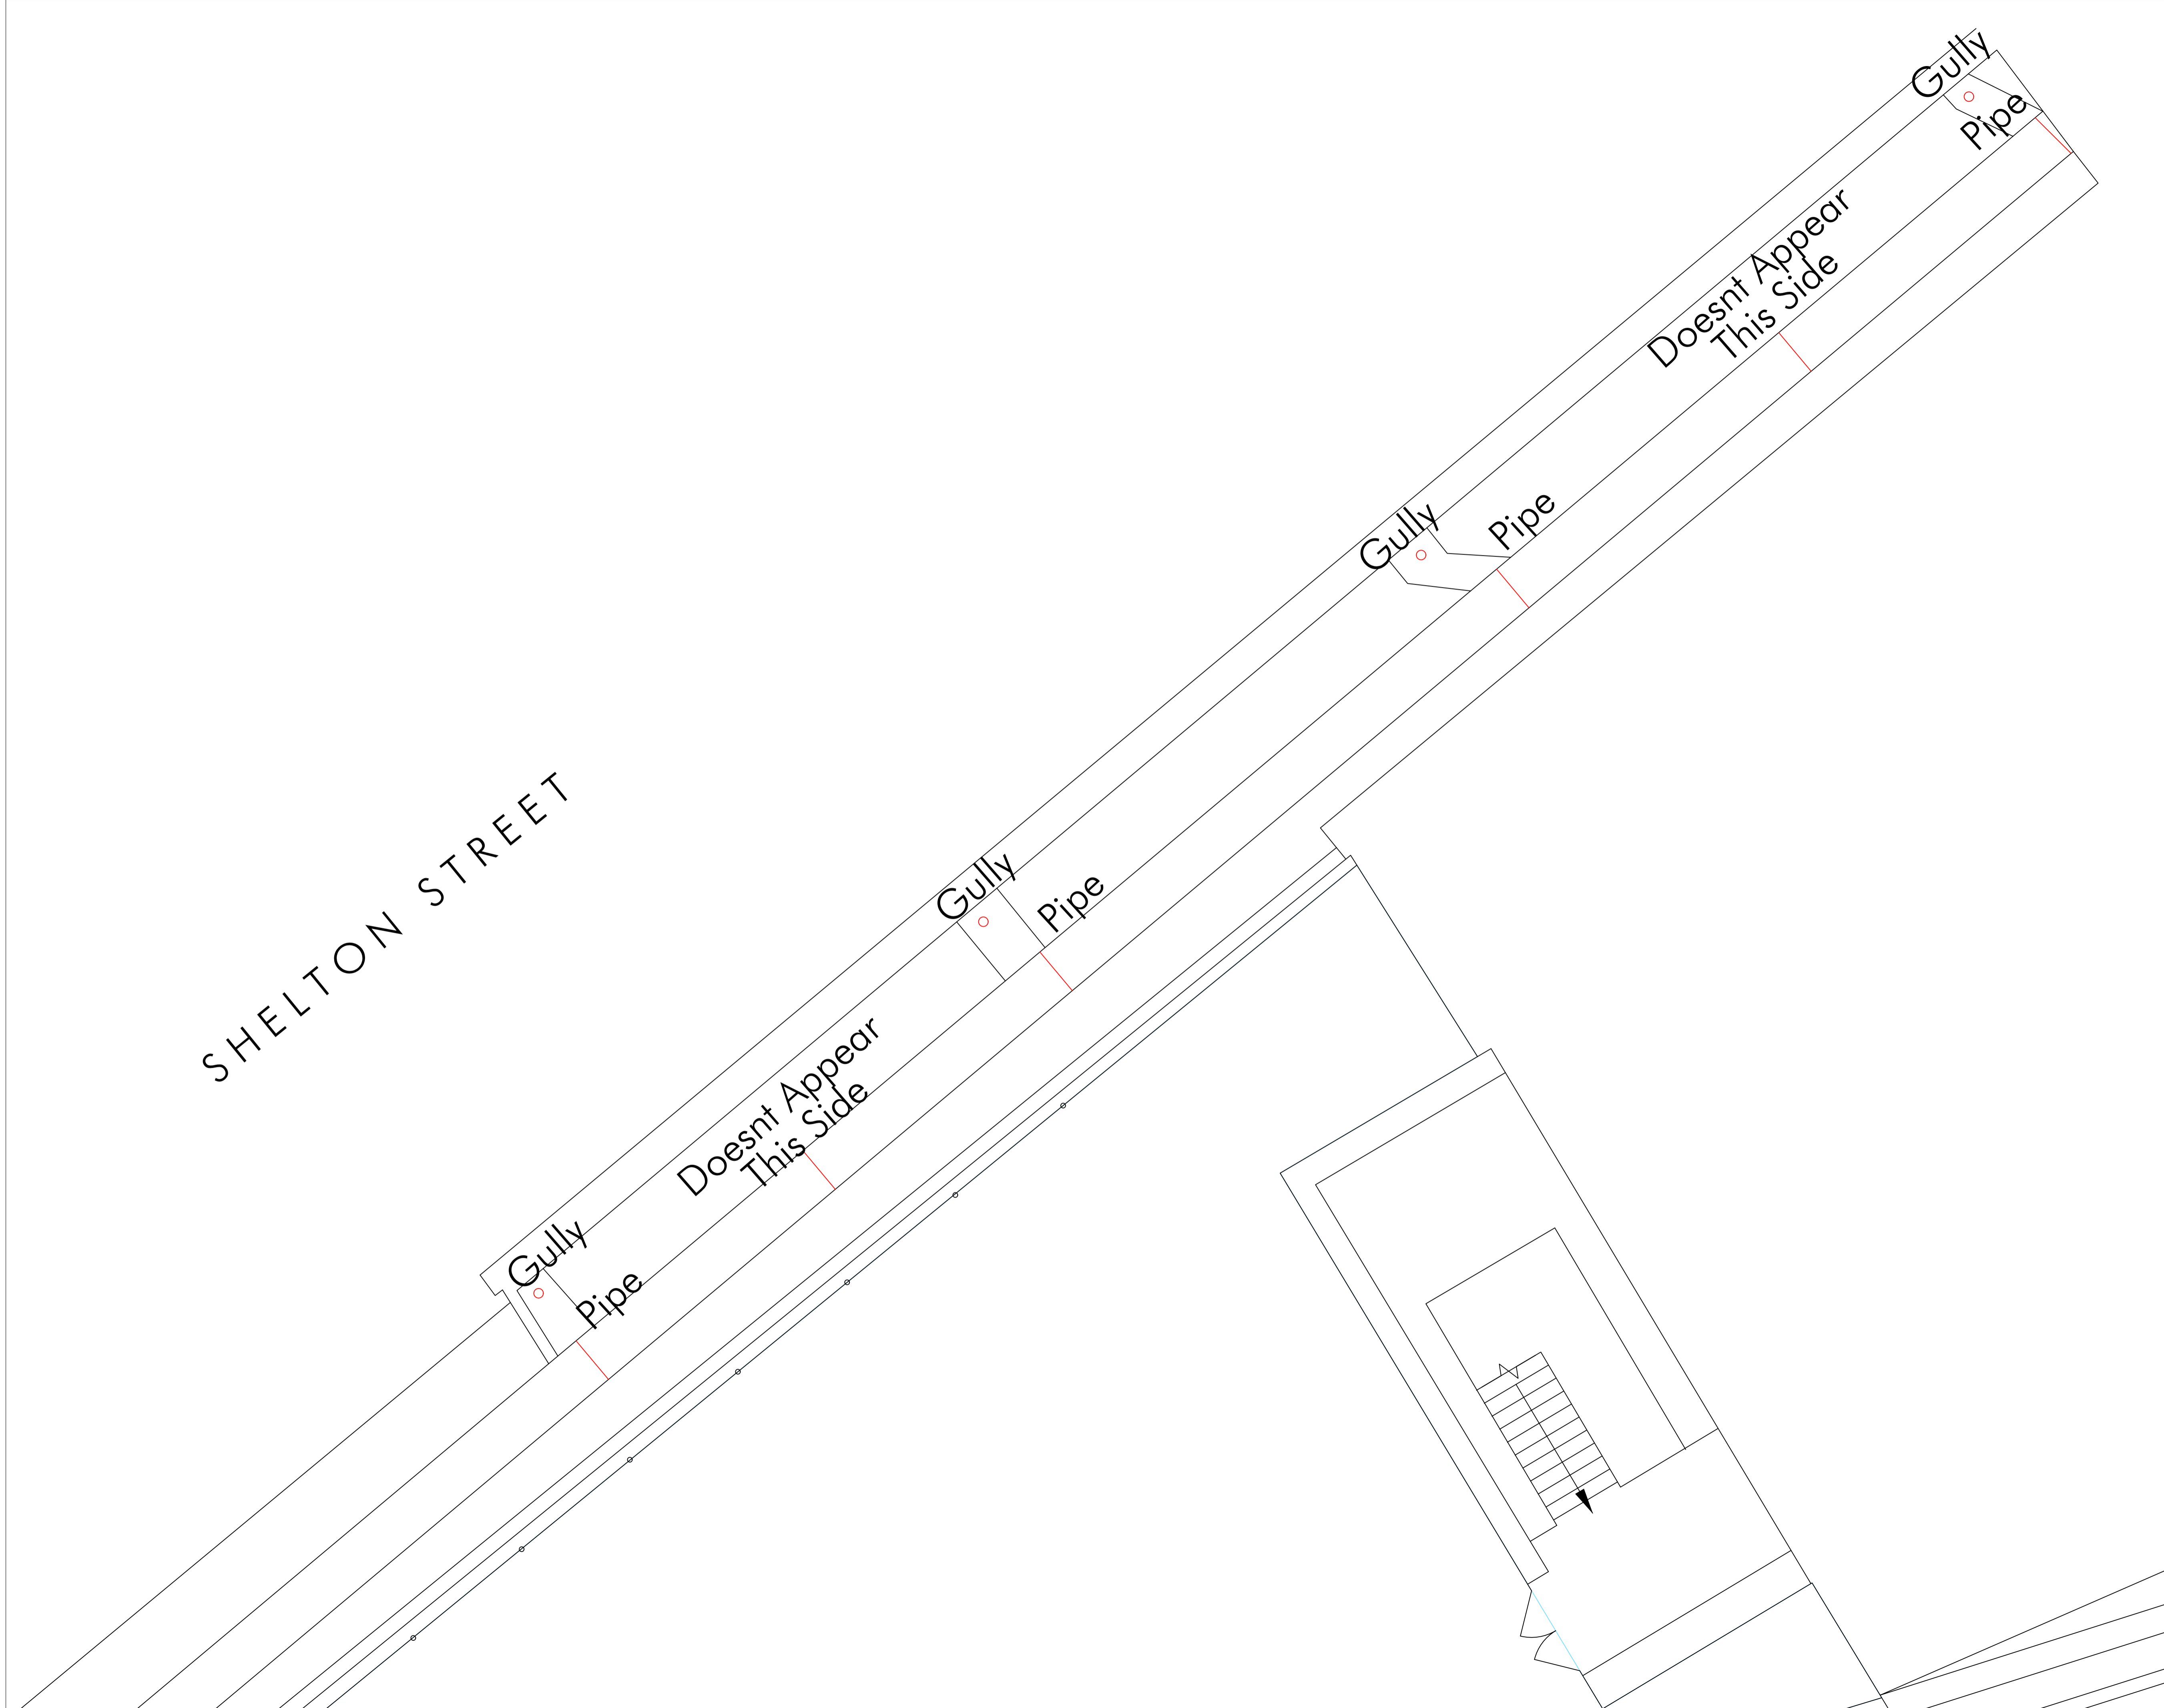 Gully
Pipe
Doesnt Appear
This Side
Gully
Pipe
Gully
Pipe
SHELTON STREET
Doesnt Appear
This Side
Gully
Pipe